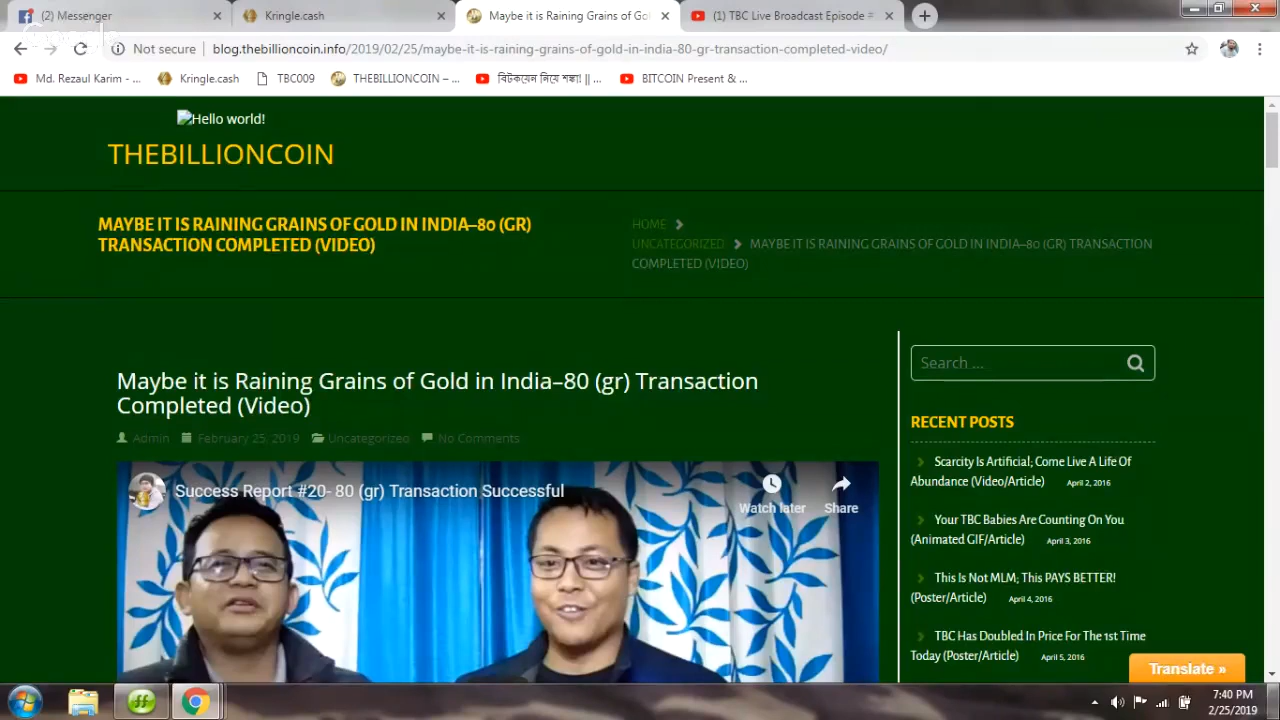 (2) Messenger
Kringle.cash
Maybe it is Raining Grains of Go
(1) TBC Live Broadcast Episode #
Not secure
blog.thebillioncoin.info/2019/02/25/maybe-it-is-raining-grains-of-gold-in-india-80-gr-transaction-completed-video/
Md. Rezaul Karim - ...
Kringle.cash
TBC009
THEBILLIONCOIN – ...
বিটকয়েন নিয়ে শঙ্কা! || ...
BITCOIN Present & ...
Hello world!
THEBILLIONCOIN
MAYBE IT IS RAINING GRAINS OF GOLD IN INDIA–80 (GR)
TRANSACTION COMPLETED (VIDEO)
HOME
UNCATEGORIZED
MAYBE IT IS RAINING GRAINS OF GOLD IN INDIA–80 (GR) TRANSACTION
COMPLETED (VIDEO)
Maybe it is Raining Grains of Gold in India–80 (gr) Transaction
Completed (Video)
Admin
February 25, 2019
Uncategorized
No Comments
Success Report #20- 80 (gr) Transaction Successful
Watch later
Share
Search ...
RECENT POSTS
Scarcity Is Artificial; Come Live A Life Of
Abundance (Video/Article) April 2, 2016
Your TBC Babies Are Counting On You
(Animated GIF/Article) April 3, 2016
This Is Not MLM; This PAYS BETTER!
(Poster/Article) April 4, 2016
TBC Has Doubled In Price For The 1st Time
Today (Poster/Article) April 5, 2016
Translate »
7:40 PM
2/25/2019